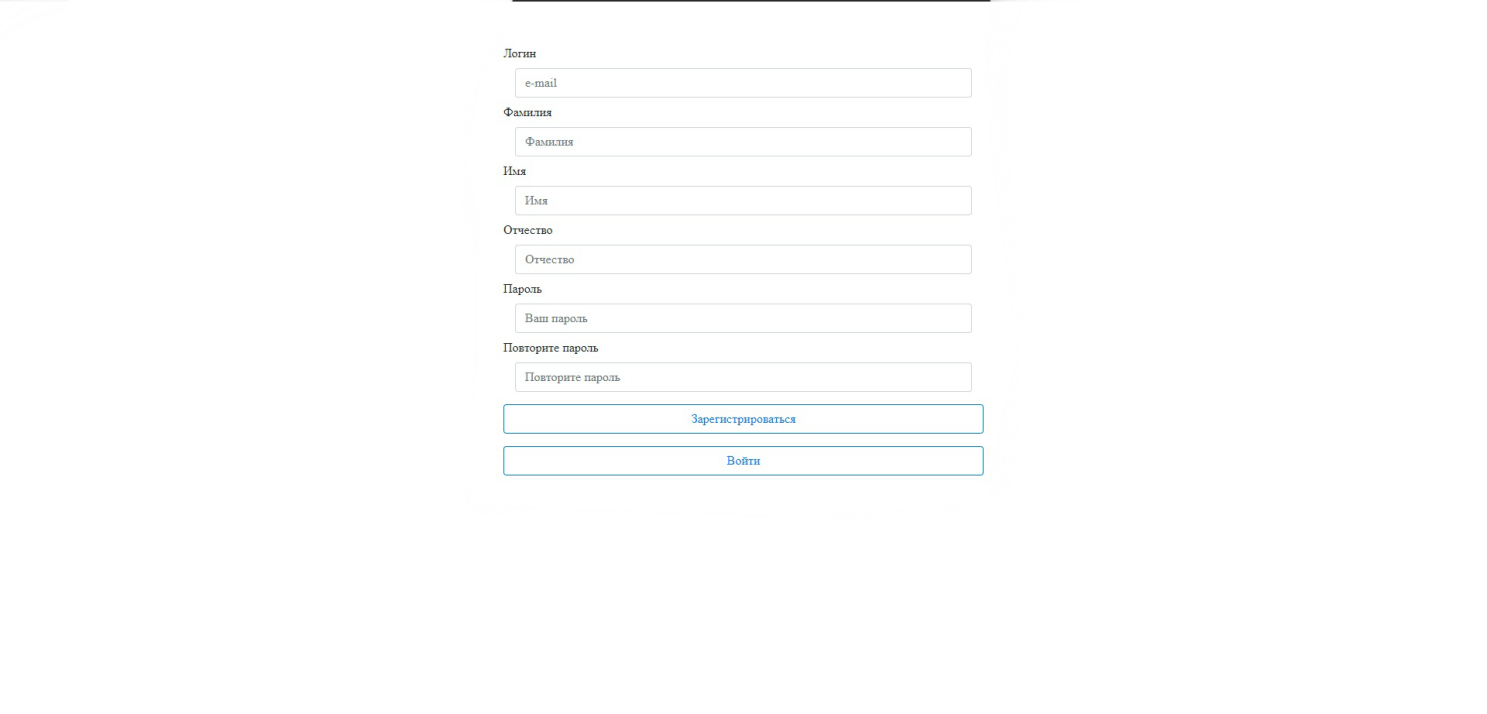 Логин
e-mail
Фамилия
Фамилия
Имя
Имя
Отчество
Отчество
Пароль
Ваш пароль
Повторите пароль
Повторите пароль
Зарегистрироваться
Войти